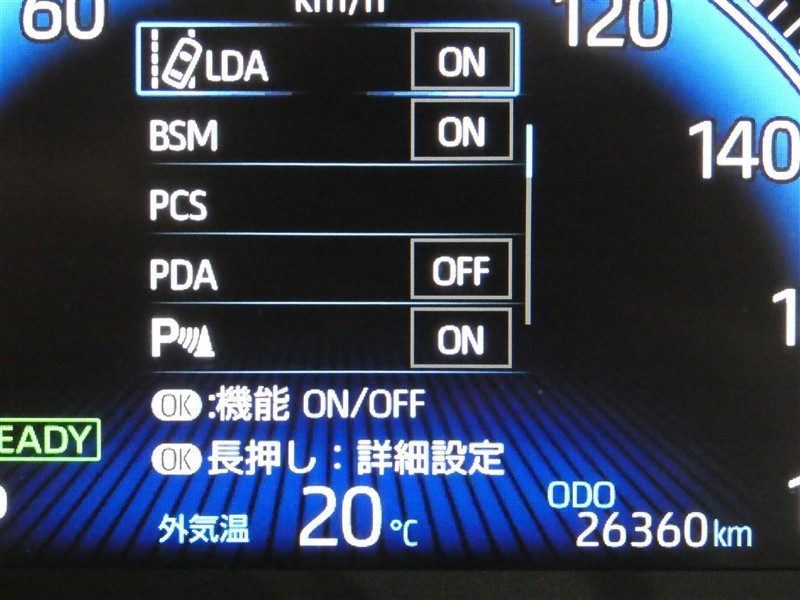 km/h
60
120
LDA ON
140
BSM ON
PCS
PDA OFF
P ON
OK:機能 ON/OFF
EADY
OK長押し：詳細設定
外気温 20℃
ODO
26360km